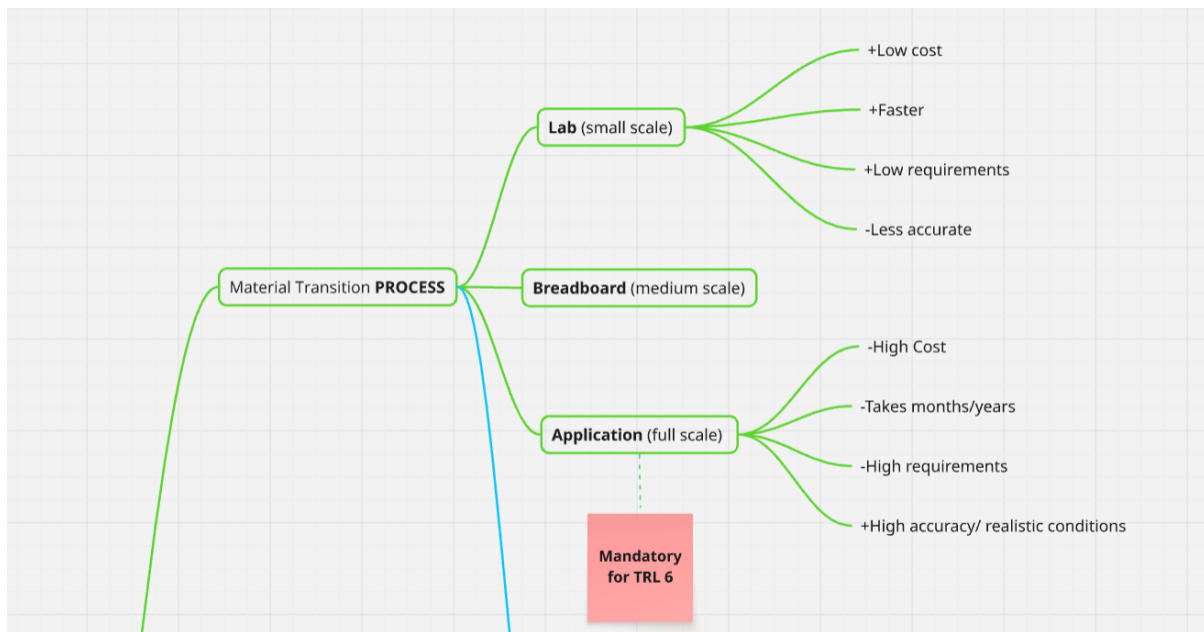 +Low cost
+Faster
Lab (small scale)
+Low requirements
-Less accurate
Material Transition PROCESS
Breadboard (medium scale)
-High Cost
-Takes months/years
Application (full scale)
-High requirements
+High accuracy/ realistic conditions
Mandatory
for TRL 6